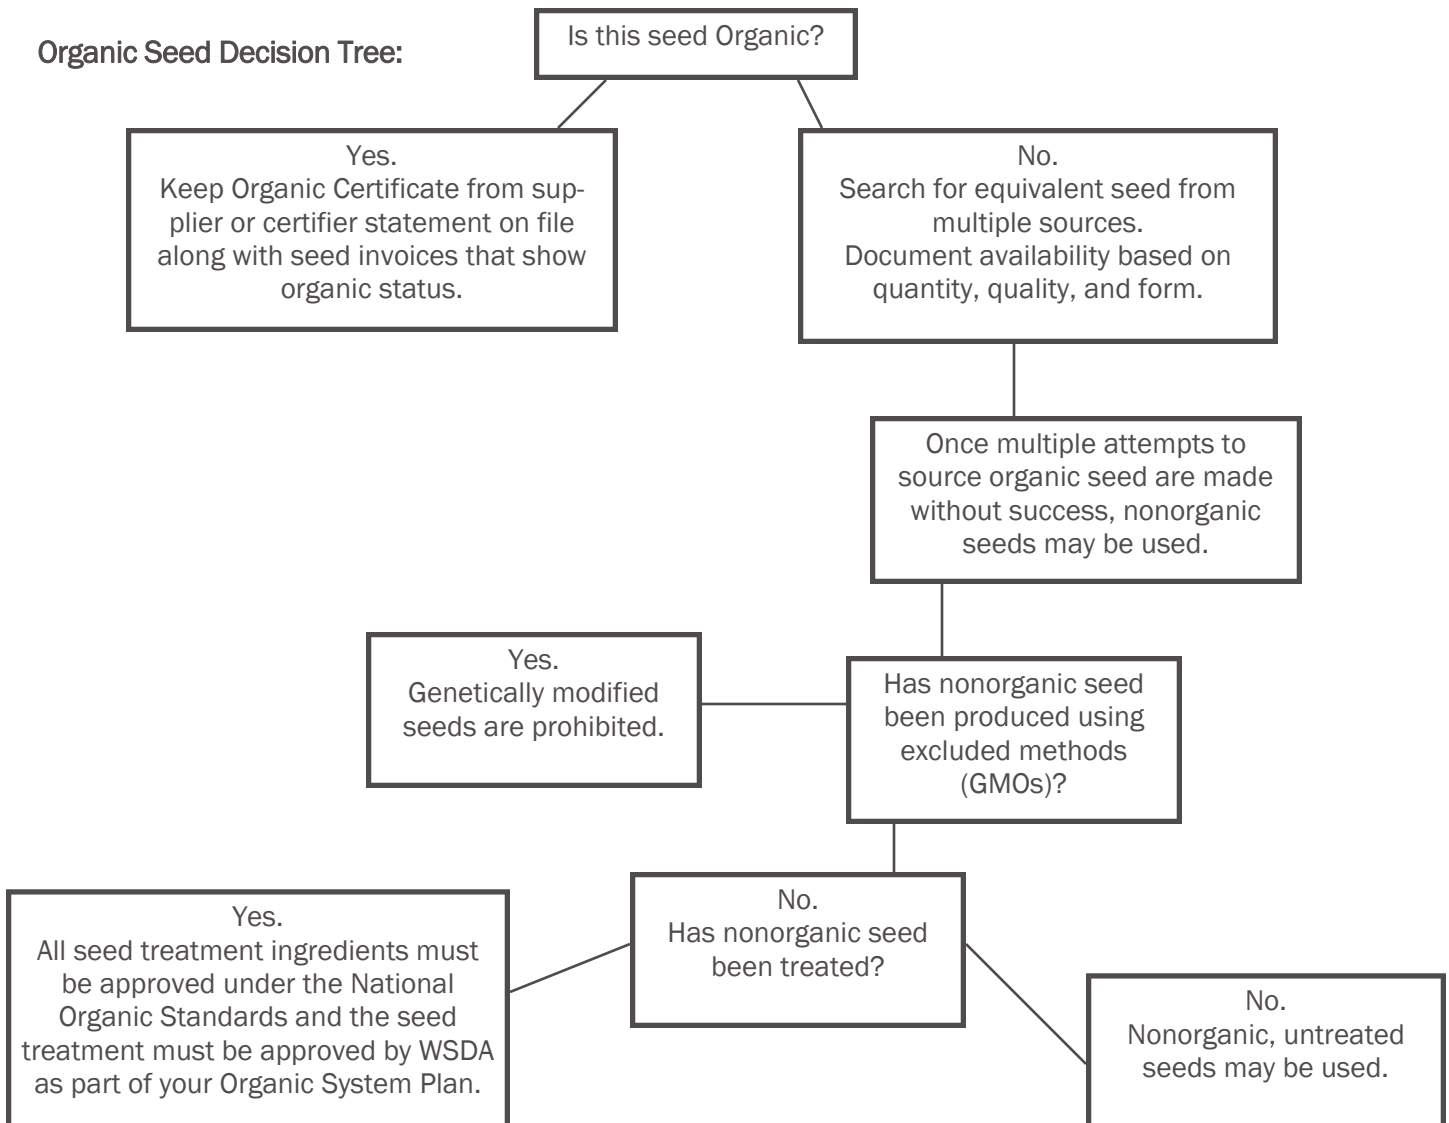 Organic Seed Decision Tree:
Is this seed Organic?
Yes.
Keep Organic Certificate from sup-
plier or certifier statement on file
along with seed invoices that show
organic status.
No.
Search for equivalent seed from
multiple sources.
Document availability based on
quantity, quality, and form.
Once multiple attempts to
source organic seed are made
without success, nonorganic
seeds may be used.
Yes.
Genetically modified
seeds are prohibited.
Has nonorganic seed
been produced using
excluded methods
(GMOs)?
Yes.
All seed treatment ingredients must
be approved under the National
Organic Standards and the seed
treatment must be approved by WSDA
as part of your Organic System Plan.
No.
Has nonorganic seed
been treated?
No.
Nonorganic, untreated
seeds may be used.